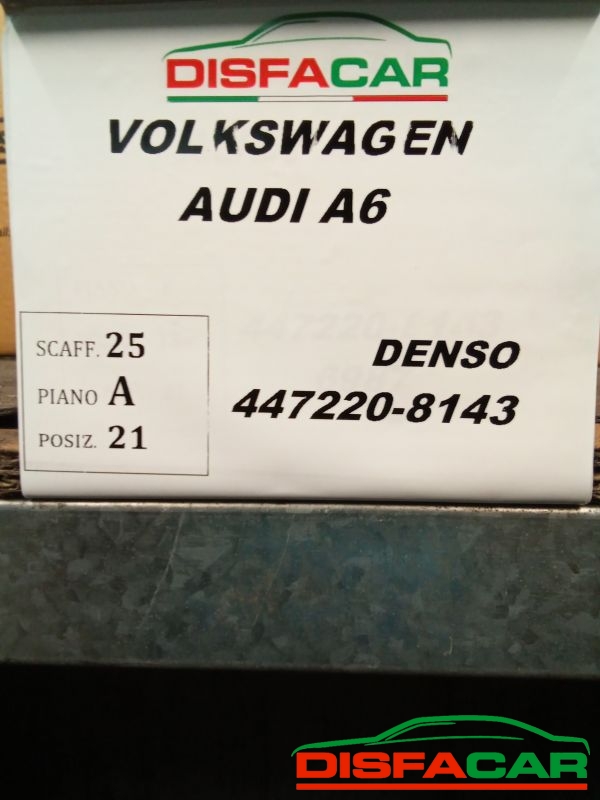 DISFACAR
VOLKSWAGEN
AUDI A6
SCAFF. 25
PIANO A
POSIZ. 21
DENSO
447220-8143
DISFACAR